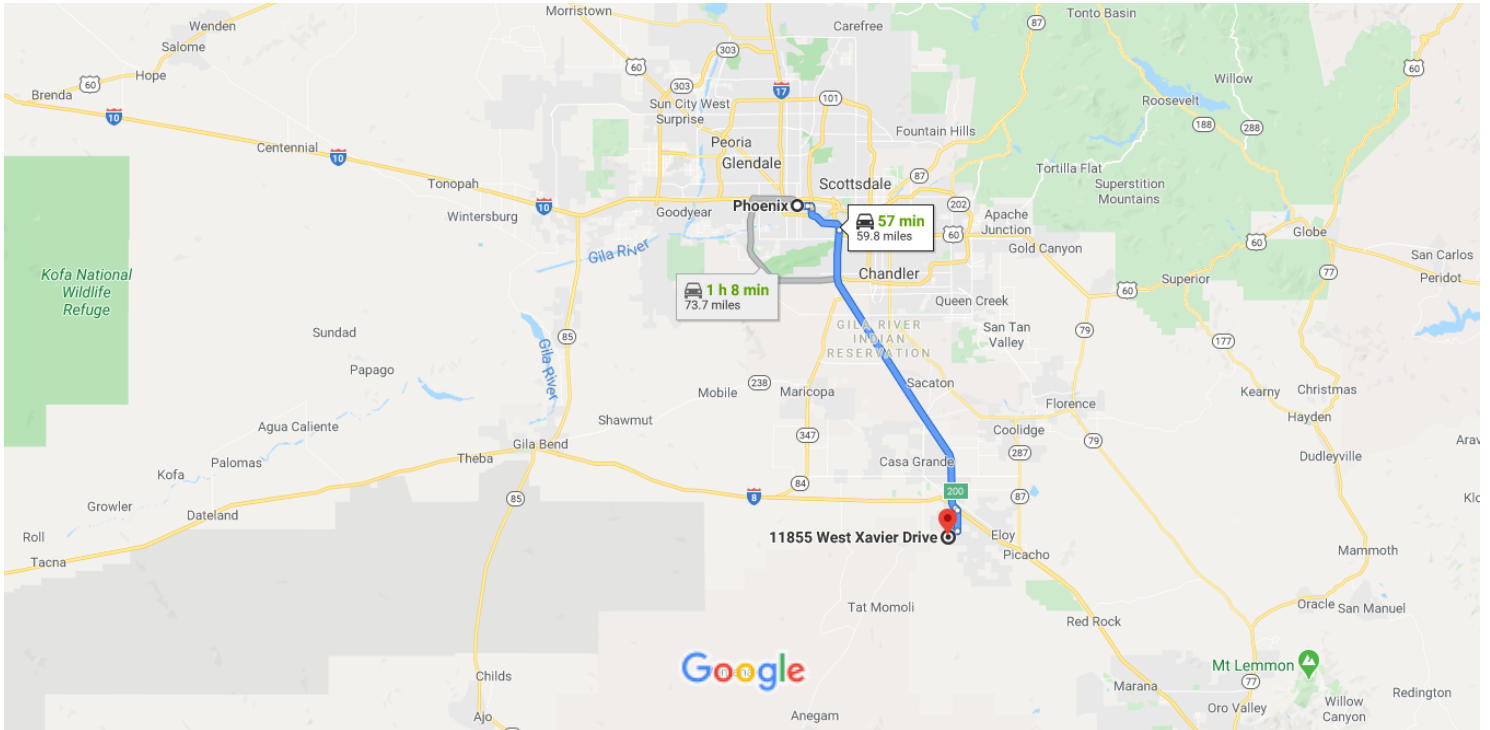 Morristown
Carefree
Tonto Basin
87
Wenden
Salome
60
303
60
17
303
101
Hope
60
Brenda
10
Sun City West
Surprise
Willow
Roosevelt
188
288
60
Fountain Hills
Peoria
Glendale
Centennial
10
87
Tortilla Flat
Tonopah
Scottsdale
Superstition
Mountains
10
Phoenix
Goodyear
202
Wintersburg
57 min
59.8 miles
Apache
Junction
60
Gold Canyon
60
Globe
Gila River
77
San Carlos
Peridot
Kofa National
Wildlife
Refuge
1 h 8 min
73.7 miles
Chandler
Superior
60
Queen Creek
GILA RIVER
INDIAN
RESERVATION
San Tan
Valley
79
177
Sundad
85
Gila River
Papago
238
Mobile
Maricopa
Sacaton
Kearny
Christmas
Florence
Hayden
Shawmut
Agua Caliente
347
Coolidge
79
Gila Bend
287
Arav
Theba
Palomas
Casa Grande
Dudleyville
Kofa
84
8
200
87
85
Klo
Growler
Dateland
Roll
11855 West Xavier Drive
Eloy
Picacho
Mammoth
Tacna
Tat Momoli
Oracle
San Manuel
Red Rock
Google
Mt Lemmon
Childs
77
Marana
Redington
Oro Valley
Willow
Canyon
Ajo
Anegam